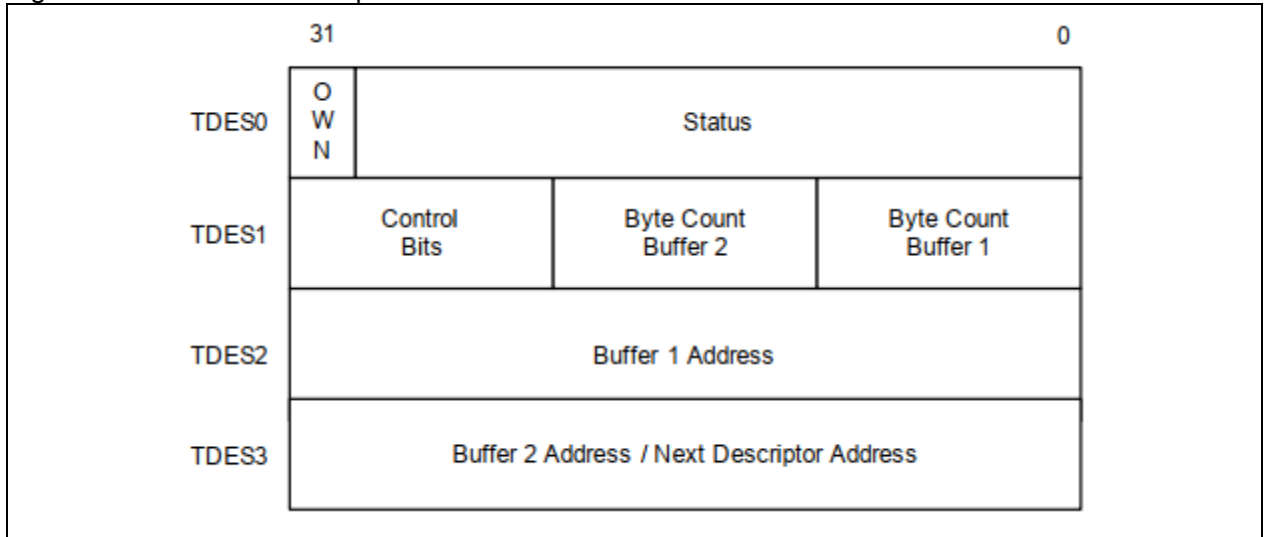 31 0
TDES0
O
W
N
Status
TDES1
Control
Bits
Byte Count
Buffer 2
Byte Count
Buffer 1
TDES2
Buffer 1 Address
TDES3
Buffer 2 Address / Next Descriptor Address